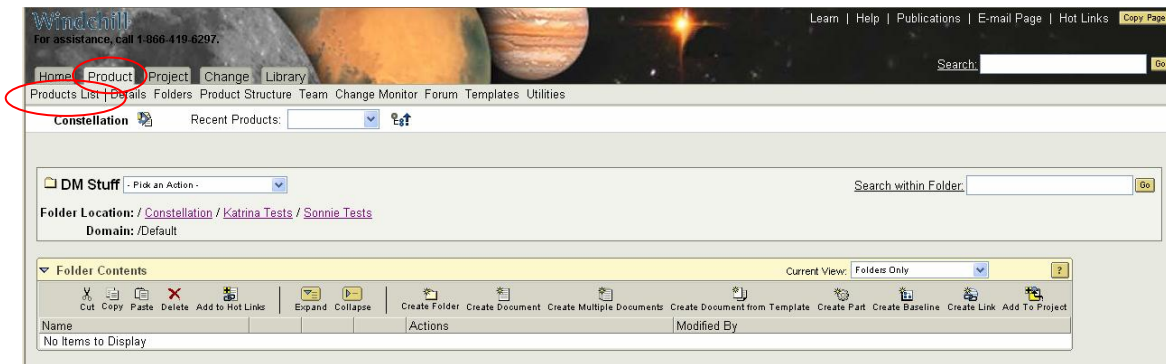 Windchill
For assistance, call 1-866-419-6297.
Learn | Help | Publications | E-mail Page | Hot Links Copy Page
Search: Go
Home Product Project Change Library
Products List | Details Folders Product Structure Team Change Monitor Forum Templates Utilities
Constellation Recent Products:
DM Stuff - Pick an Action - Search within Folder: Go
Folder Location: / Constellation / Katrina Tests / Sonnie Tests
Domain: /Default
Folder Contents Current View: Folders Only ?
Cut Copy Paste Delete Add to Hot Links Expand Collapse Create Folder Create Document Create Multiple Documents Create Document from Template Create Part Create Baseline Create Link Add To Project
Name Actions Modified By
No Items to Display